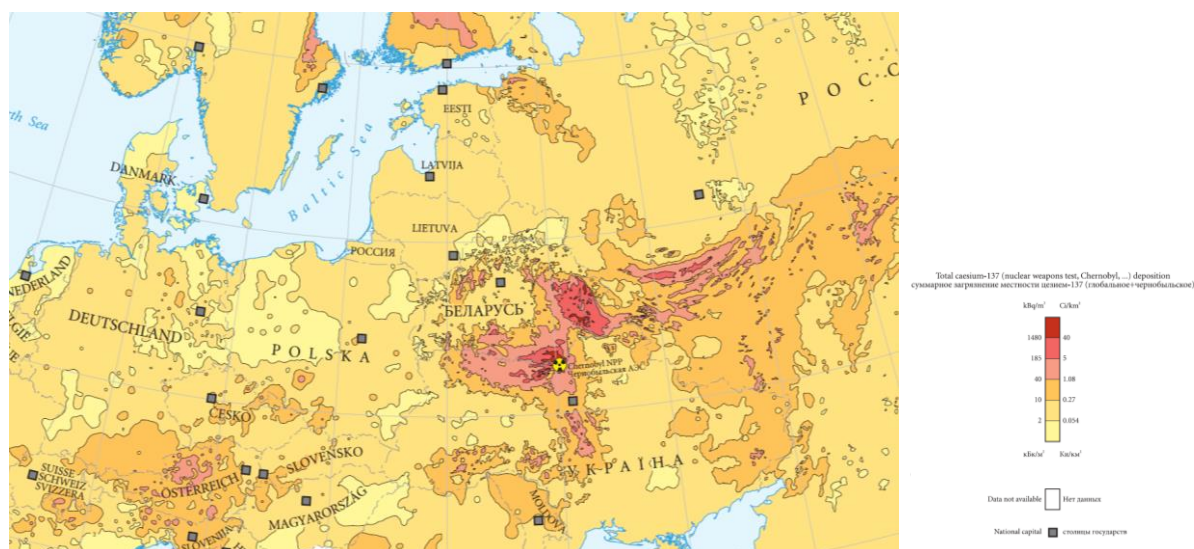 РОСС
EESTI
th Sea
Baltic Sea
DANMARK
LATVIJA
LIETUVA
РОССИЯ
NEDERLAND
БЕЛАРУСЬ
DEUTSCHLAND
POLSKA
Chernobyl NPP
Чернобыльская АЭС
ČESKO
SLOVENSKO
УКРАЇНА
SUISSE
SCHWEIZ
SVIZZERA
ÖSTERREICH
MAGYARORSZÁG
MOLDOVA
SLOVENIJA
Total caesium-137 (nuclear weapons test, Chernobyl, ...) deposition
суммарное загрязнение местности цезием-137 (глобальное+чернобыльское)
kBq/m² Ci/km²
1480 40
185 5
40 1.08
10 0.27
2 0.054
кБк/м² Ки/км²
Data not available Нет данных
National capital столицы государств